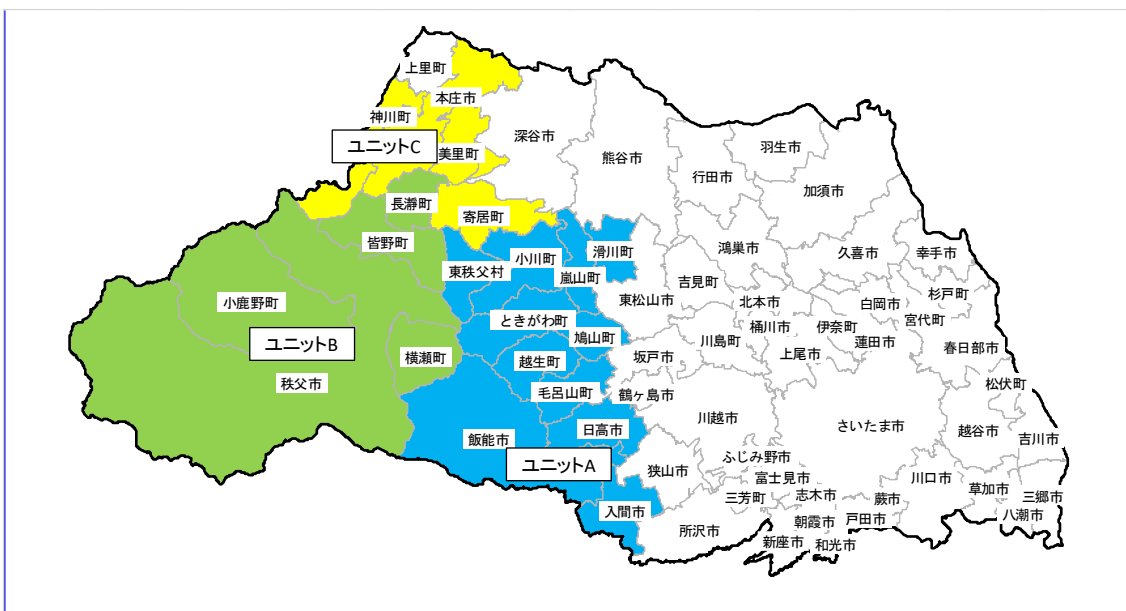 上里町
本庄市
神川町
ユニットC
美里町
深谷市
熊谷市
羽生市
行田市
加須市
長瀞町
寄居町
皆野町
東秩父村
小川町
滑川町
嵐山町
小鹿野町
ユニットB
秩父市
横瀬町
ときがわ町
鳩山町
越生町
毛呂山町
飯能市
日高市
ユニットA
入間市
東松山市
吉見町
鴻巣市
久喜市
幸手市
北本市
白岡市
杉戸町
宮代町
桶川市
伊奈町
蓮田市
川島町
上尾市
春日部市
坂戸市
鶴ヶ島市
松伏町
川越市
さいたま市
越谷市
吉川市
狭山市
ふじみ野市
富士見市
三芳町
志木市
川口市
蕨市
草加市
三郷市
八潮市
所沢市
朝霞市
戸田市
新座市
和光市